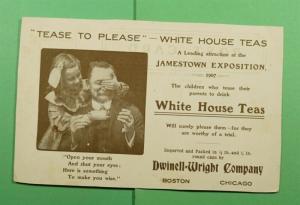 "TEASE TO PLEASE" — WHITE HOUSE TEAS
A Leading attraction at the
JAMESTOWN EXPOSITION,
1907
The children who tease their
parents to drink
White House Teas
Will surely please them—for they
are worthy of a trial.
Imported and Packed in ¼ lb. and ½ lb.
round cans by
Dwinell-Wright Company
BOSTON CHICAGO
"Open your mouth
And shut your eyes:
Here is something
To make you wise."